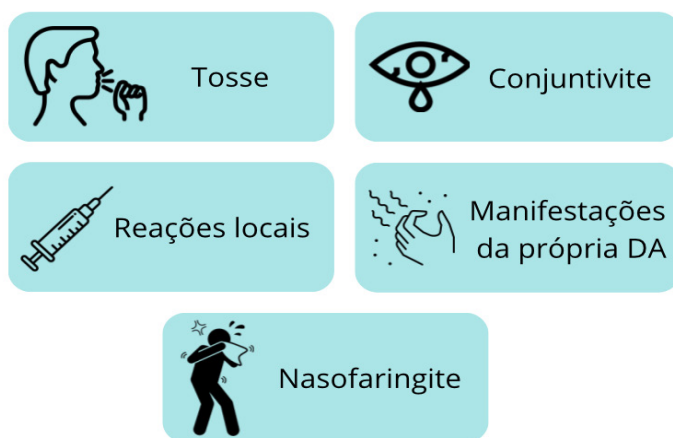 Tosse
Conjuntivite
Reações locais
Manifestações
da própria DA
Nasofaringite